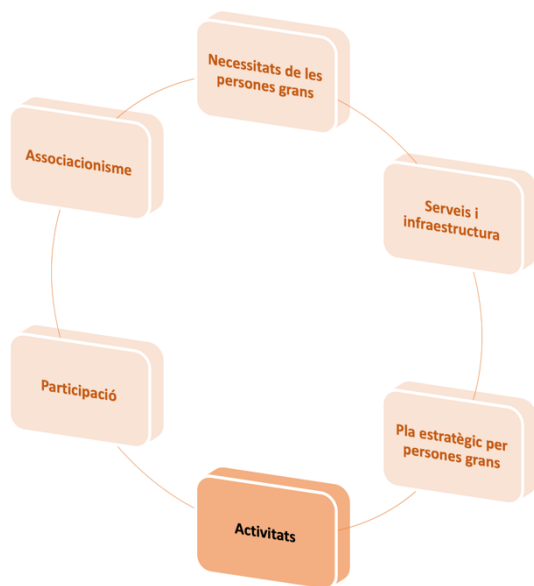 Necessitats de les
persones grans
Serveis i
infraestructura
Pla estratègic per
persones grans
Activitats
Participació
Associacionisme